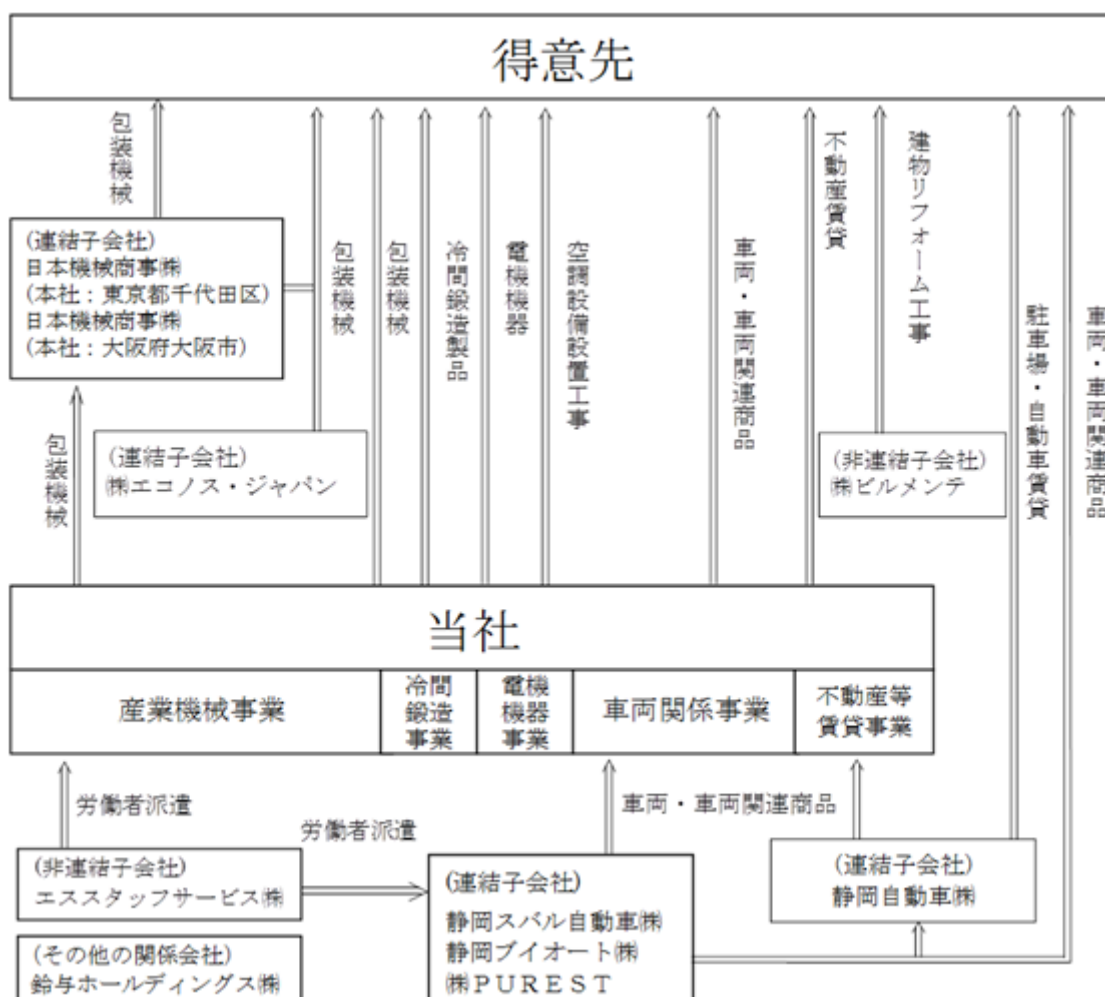 得意先
包装機械
(連結子会社)
日本機械商事㈱
(本社：東京都千代田区)
日本機械商事㈱
(本社：大阪府大阪市)
包装機械
包装機械
冷間鍛造製品
電機機器
空調設備設置工事
車両・車両関連商品
不動産賃貸
建物リフォーム工事
駐車場・自動車賃貸
車両・車両関連商品
包装機械
(連結子会社)
㈱エコノス・ジャパン
(非連結子会社)
㈱ビルメンテ
当社
産業機械事業
冷間
鍛造
事業
電機
機器
事業
車両関係事業
不動産等
賃貸事業
労働者派遣
労働者派遣
車両・車両関連商品
(非連結子会社)
エススタッフサービス㈱
(連結子会社)
静岡スバル自動車㈱
静岡ブイオート㈱
㈱ＰＵＲＥＳＴ
(連結子会社)
静岡自動車㈱
(その他の関係会社)
鈴与ホールディングス㈱